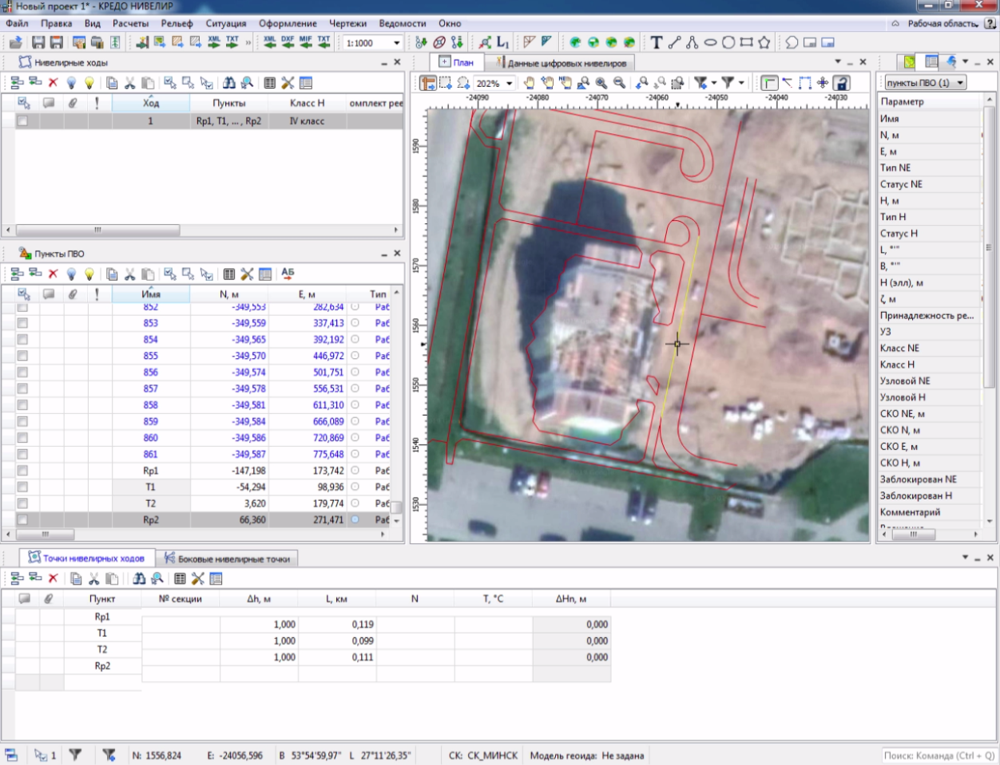 Новый проект 1* - КРЕДО НИВЕЛИР
Файл Правка Вид Расчеты Рельеф Ситуация Оформление Чертежи Ведомости Окно Рабочая область
XML TXT » XML DXF MIF TXT 1:1000
Нивелирные ходы
Ход Пункты Класс H омплект рее
1 Rp1, T1, ... , Rp2 IV класс
Пункты ПВО
АБ
Имя N, м E, м Тип
852 -349,553 282,634 Раб
853 -349,559 337,413 Раб
854 -349,565 392,192 Раб
855 -349,570 446,972 Раб
856 -349,574 501,751 Раб
857 -349,578 556,531 Раб
858 -349,581 611,310 Раб
859 -349,584 666,089 Раб
860 -349,586 720,869 Раб
861 -349,587 775,648 Раб
Rp1 -147,198 173,742 Раб
T1 -54,294 98,936 Раб
T2 3,620 179,774 Раб
Rp2 66,360 271,471 Раб
План Данные цифровых нивелиров
202%
-24090 -24080 -24070 -24060 -24050 -24040 -24030
1590
1580
1570
1560
1550
1540
1530
пункты ПВО (1)
Параметр
Имя
N, м
E, м
Тип NE
Статус NE
H, м
Тип H
Статус H
L, °'"
B, °'"
H (элл), м
ζ, м
Принадлежность ре...
УЗ
Класс NE
Класс H
Узловой NE
Узловой H
СКО NE, м
СКО N, м
СКО E, м
СКО H, м
Заблокирован NE
Заблокирован H
Комментарий
Точки нивелирных ходов Боковые нивелирные точки
Пункт № секции Δh, м L, км N T, °C ΔHn, м
Rp1
1,000 0,119 0,000
T1
1,000 0,099 0,000
T2
1,000 0,111 0,000
Rp2
1 N: 1556,824 E: -24056,596 B 53°54'59,97" L 27°11'26,35" СК: СК_МИНСК Модель геоида: Не задана Поиск: Команда (Ctrl + Q)